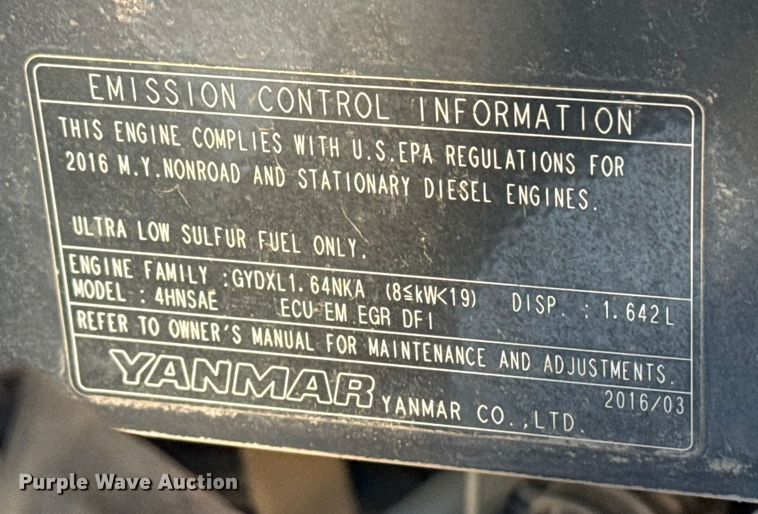 EMISSION CONTROL INFORMATION
THIS ENGINE COMPLIES WITH U.S.EPA REGULATIONS FOR
2016 M.Y.NONROAD AND STATIONARY DIESEL ENGINES.
ULTRA LOW SULFUR FUEL ONLY.
ENGINE FAMILY :GYDXL1.64NKA (8≦kW<19) DISP. : 1.642L
MODEL : 4HNSAE ECU EM EGR DFI
REFER TO OWNER'S MANUAL FOR MAINTENANCE AND ADJUSTMENTS.
YANMAR YANMAR CO.,LTD. 2016/03
Purple Wave Auction